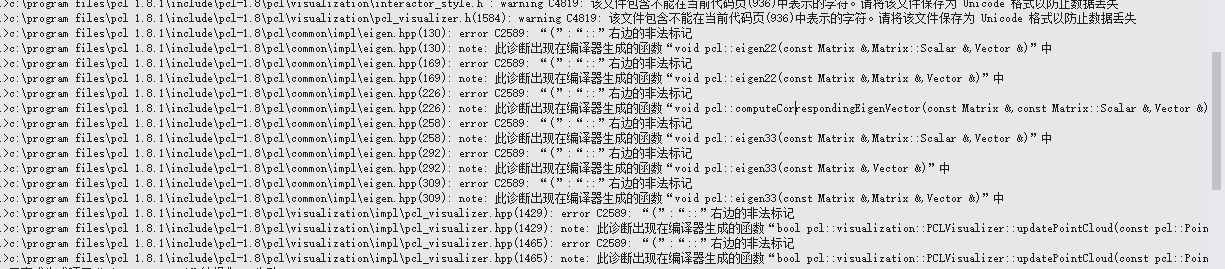 .>c:\program files\pcl 1.8.1\include\pcl-1.8\pcl\visualization\interactor_style.h : warning C4819: 该文件包含不能在当前代码页(936)中表示的字符。请将该文件保存为 Unicode 格式以防止数据丢失
.>c:\program files\pcl 1.8.1\include\pcl-1.8\pcl\visualization\pcl_visualizer.h(1584): warning C4819: 该文件包含不能在当前代码页(936)中表示的字符。请将该文件保存为 Unicode 格式以防止数据丢失
.>c:\program files\pcl 1.8.1\include\pcl-1.8\pcl\common\impl\eigen.hpp(130): error C2589: “(”: “::”右边的非法标记
.>c:\program files\pcl 1.8.1\include\pcl-1.8\pcl\common\impl\eigen.hpp(130): note: 此诊断出现在编译器生成的函数“void pcl::eigen22(const Matrix &,Matrix::Scalar &,Vector &)”中
.>c:\program files\pcl 1.8.1\include\pcl-1.8\pcl\common\impl\eigen.hpp(169): error C2589: “(”: “::”右边的非法标记
.>c:\program files\pcl 1.8.1\include\pcl-1.8\pcl\common\impl\eigen.hpp(169): note: 此诊断出现在编译器生成的函数“void pcl::eigen22(const Matrix &,Matrix &,Vector &)”中
.>c:\program files\pcl 1.8.1\include\pcl-1.8\pcl\common\impl\eigen.hpp(226): error C2589: “(”: “::”右边的非法标记
.>c:\program files\pcl 1.8.1\include\pcl-1.8\pcl\common\impl\eigen.hpp(226): note: 此诊断出现在编译器生成的函数“void pcl::computeCorrespondingEigenVector(const Matrix &,const Matrix::Scalar &,Vector &)
.>c:\program files\pcl 1.8.1\include\pcl-1.8\pcl\common\impl\eigen.hpp(258): error C2589: “(”: “::”右边的非法标记
.>c:\program files\pcl 1.8.1\include\pcl-1.8\pcl\common\impl\eigen.hpp(258): note: 此诊断出现在编译器生成的函数“void pcl::eigen33(const Matrix &,Matrix::Scalar &,Vector &)”中
.>c:\program files\pcl 1.8.1\include\pcl-1.8\pcl\common\impl\eigen.hpp(292): error C2589: “(”: “::”右边的非法标记
.>c:\program files\pcl 1.8.1\include\pcl-1.8\pcl\common\impl\eigen.hpp(292): note: 此诊断出现在编译器生成的函数“void pcl::eigen33(const Matrix &,Vector &)”中
.>c:\program files\pcl 1.8.1\include\pcl-1.8\pcl\common\impl\eigen.hpp(309): error C2589: “(”: “::”右边的非法标记
.>c:\program files\pcl 1.8.1\include\pcl-1.8\pcl\common\impl\eigen.hpp(309): note: 此诊断出现在编译器生成的函数“void pcl::eigen33(const Matrix &,Matrix &,Vector &)”中
.>c:\program files\pcl 1.8.1\include\pcl-1.8\pcl\visualization\impl\pcl_visualizer.hpp(1429): error C2589: “(”: “::”右边的非法标记
.>c:\program files\pcl 1.8.1\include\pcl-1.8\pcl\visualization\impl\pcl_visualizer.hpp(1429): note: 此诊断出现在编译器生成的函数“bool pcl::visualization::PCLVisualizer::updatePointCloud(const pcl::Poin
.>c:\program files\pcl 1.8.1\include\pcl-1.8\pcl\visualization\impl\pcl_visualizer.hpp(1465): error C2589: “(”: “::”右边的非法标记
.>c:\program files\pcl 1.8.1\include\pcl-1.8\pcl\visualization\impl\pcl_visualizer.hpp(1465): note: 此诊断出现在编译器生成的函数“bool pcl::visualization::PCLVisualizer::updatePointCloud(const pcl::Poin